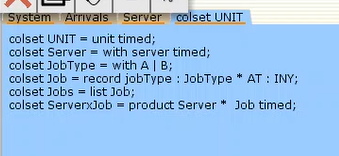 System Arrivals Server colset UNIT
colset UNIT = unit timed;
colset Server = with server timed;
colset JobType = with A | B;
colset Job = record jobType : JobType * AT : INY;
colset Jobs = list Job;
colset ServerxJob = product Server * Job timed;